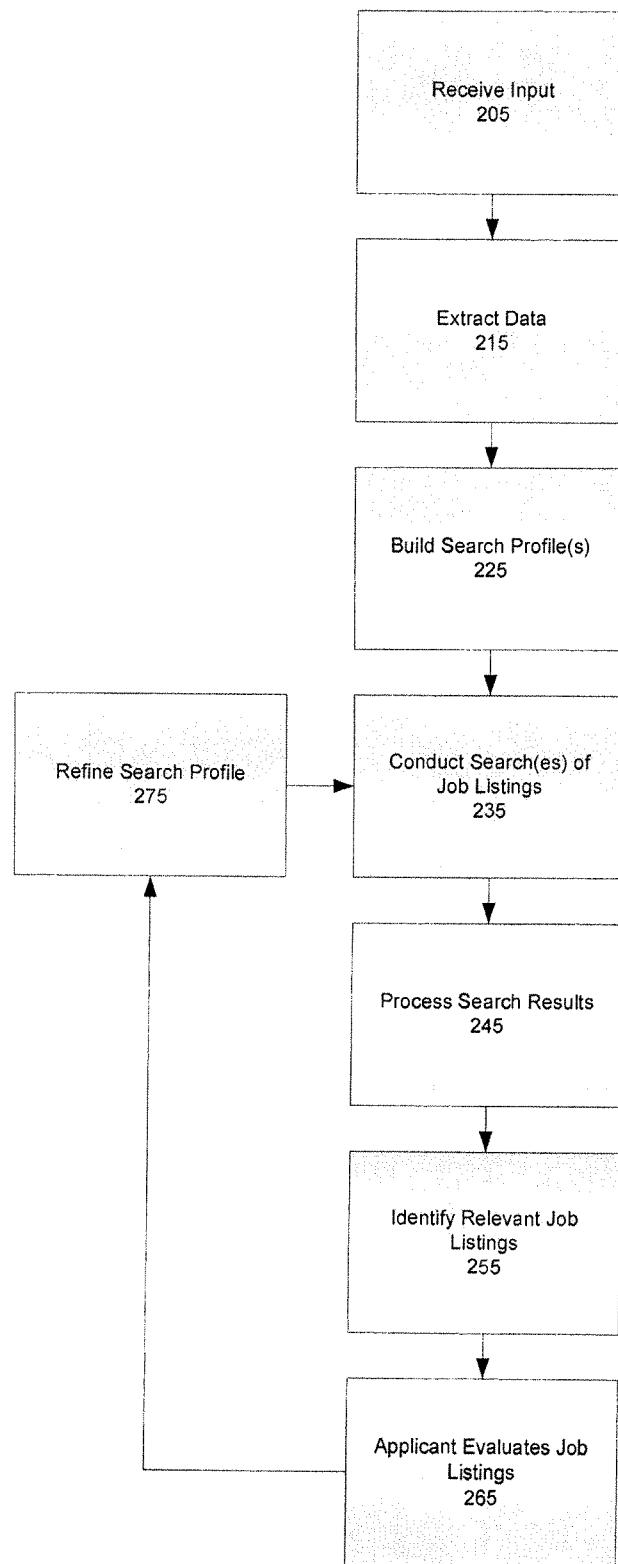 Receive Input
205
Extract Data
215
Build Search Profile(s)
225
Refine Search Profile
275
Conduct Search(es) of
Job Listings
235
Process Search Results
245
Identify Relevant Job
Listings
255
Applicant Evaluates Job
Listings
265